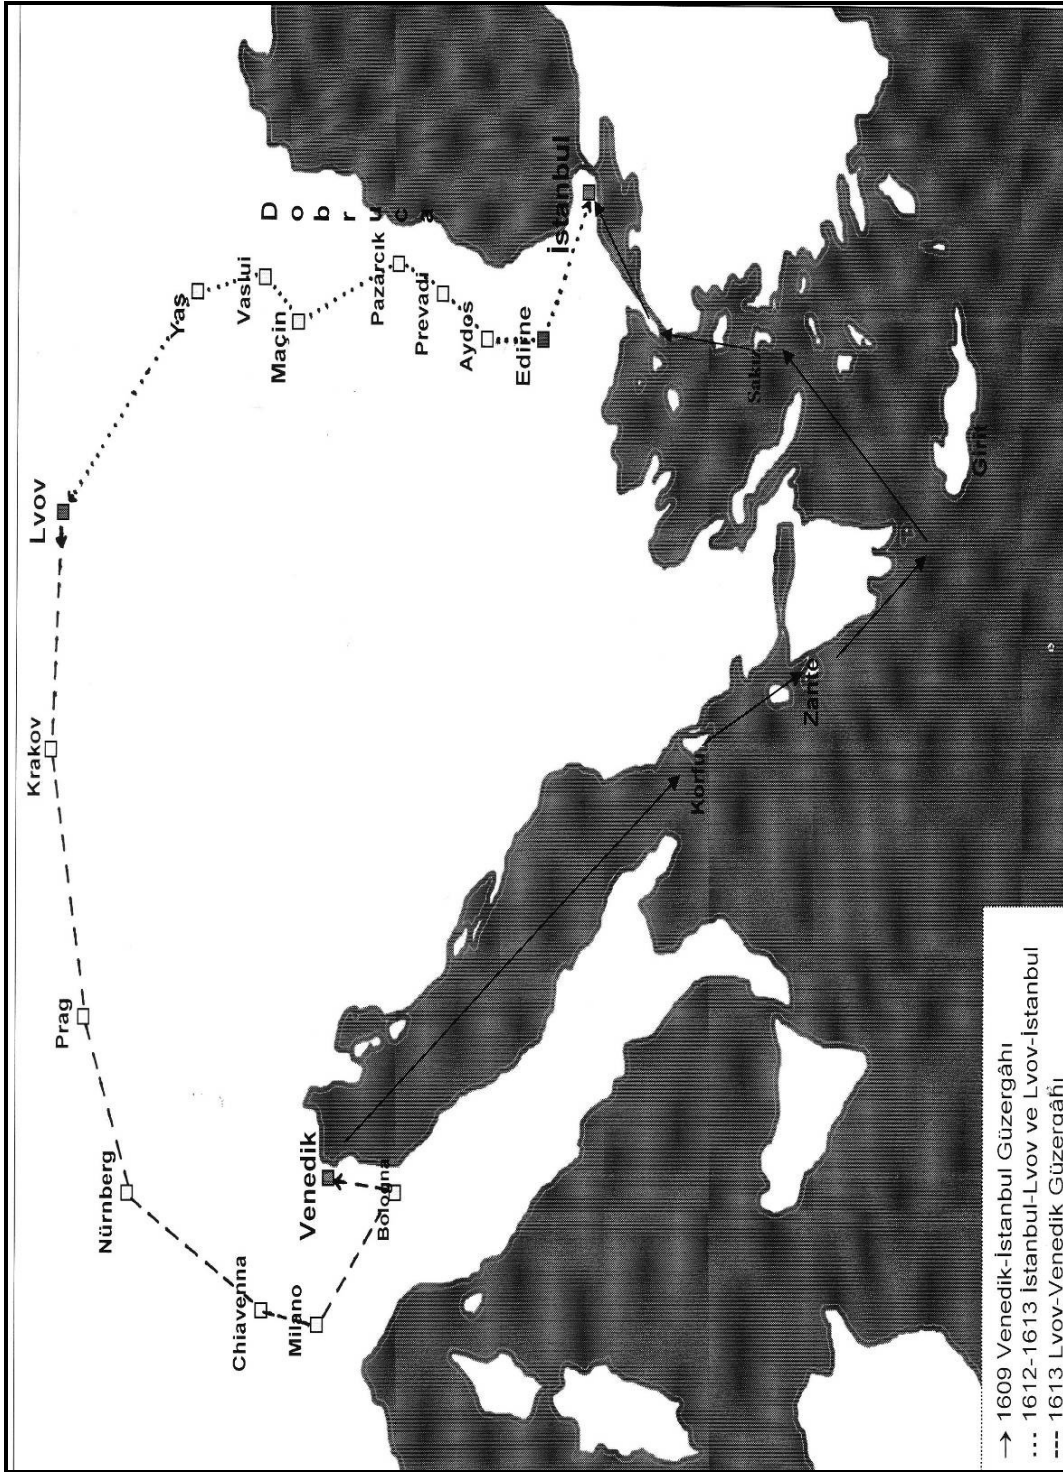 Lvov
Krakov
Prag
Nürnberg
Chiavenna
Milano
Bologna
Venedik
Yaş
Vaslui
Maçin
Dobruca
Pazarcık
Prevadi
Aydos
Edirne
İstanbul
Korfu
Zante
Girit
→ 1609 Venedik-İstanbul Güzergâhı
··· 1612-1613 İstanbul-Lvov ve Lvov-İstanbul
--- 1613 Lvov-Venedik Güzergâhı